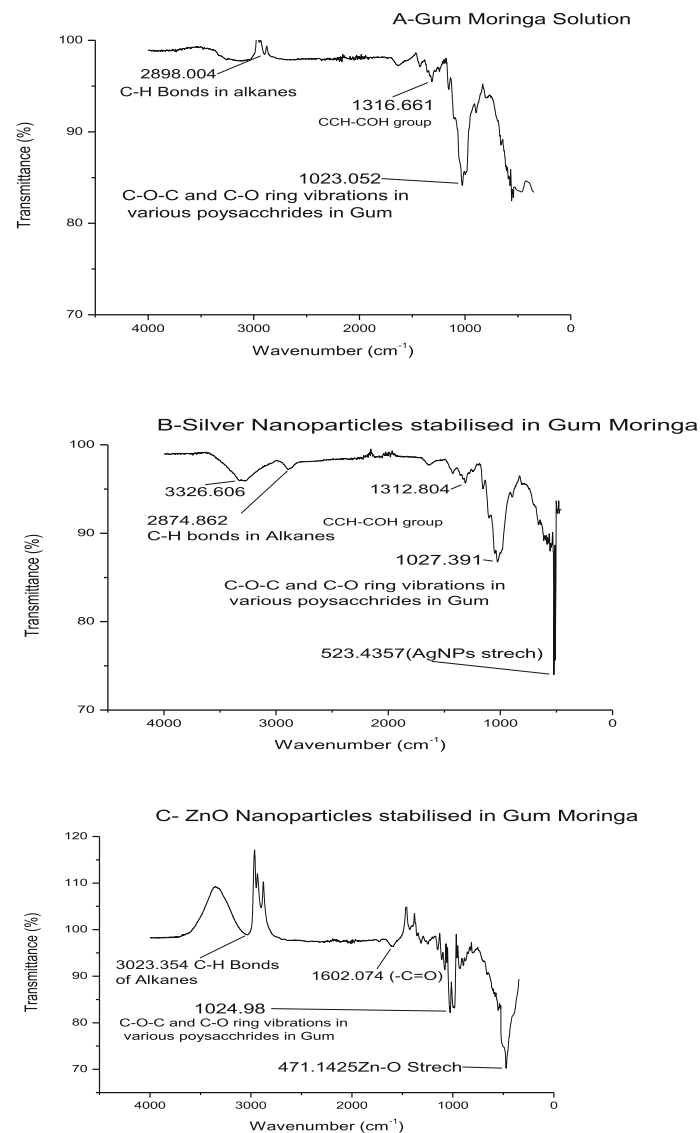 A-Gum Moringa Solution
100
90
80
70
Transmittance (%)
2898.004
C-H Bonds in alkanes
1316.661
CCH-COH group
1023.052
C-O-C and C-O ring vibrations in
various poysacchrides in Gum
4000 3000 2000 1000 0
Wavenumber (cm⁻¹)
B-Silver Nanoparticles stabilised in Gum Moringa
100
90
80
70
Transmittance (%)
3326.606
2874.862
C-H bonds in Alkanes
1312.804
CCH-COH group
1027.391
C-O-C and C-O ring vibrations in
various poysacchrides in Gum
523.4357(AgNPs strech)
4000 3000 2000 1000 0
Wavenumber (cm⁻¹)
C- ZnO Nanoparticles stabilised in Gum Moringa
120
110
100
90
80
70
Transmittance (%)
3023.354 C-H Bonds
of Alkanes
1602.074 (-C=O)
1024.98
C-O-C and C-O ring vibrations in
various poysacchrides in Gum
471.1425Zn-O Strech
4000 3000 2000 1000 0
Wavenumber (cm⁻¹)